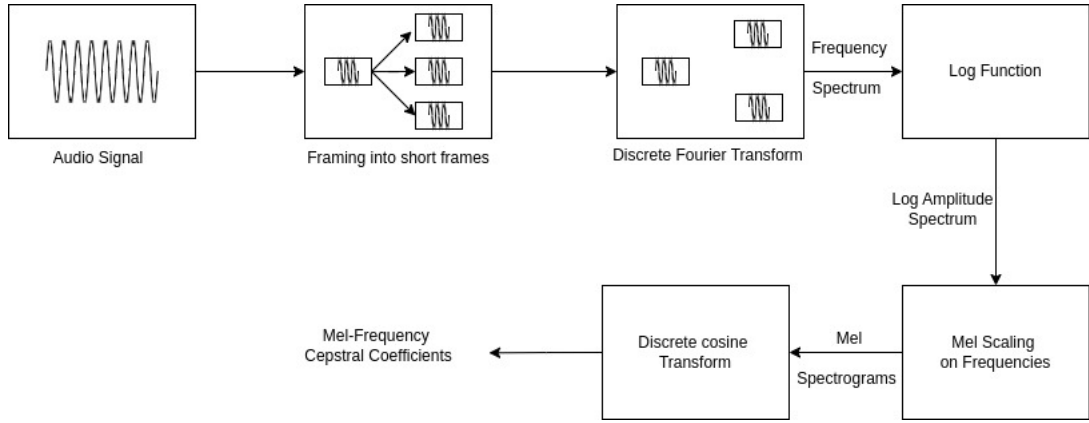 Audio Signal
Framing into short frames
Discrete Fourier Transform
Frequency
Spectrum
Log Function
Log Amplitude
Spectrum
Mel Scaling
on Frequencies
Mel
Spectrograms
Discrete cosine
Transform
Mel-Frequency
Cepstral Coefficients